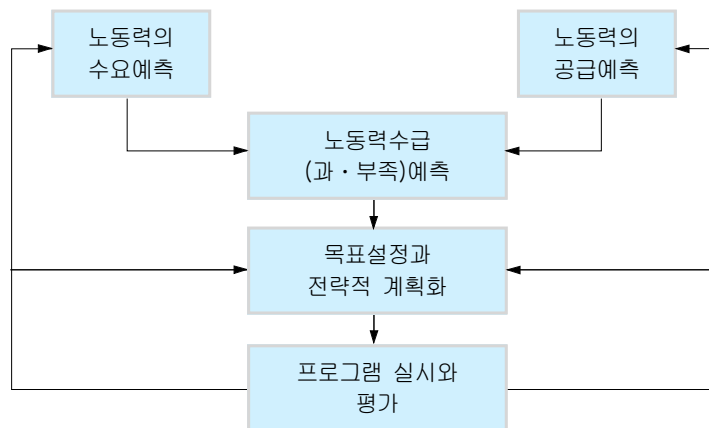 노동력의
수요예측
노동력의
공급예측
노동력수급
(과・부족)예측
목표설정과
전략적 계획화
프로그램 실시와
평가